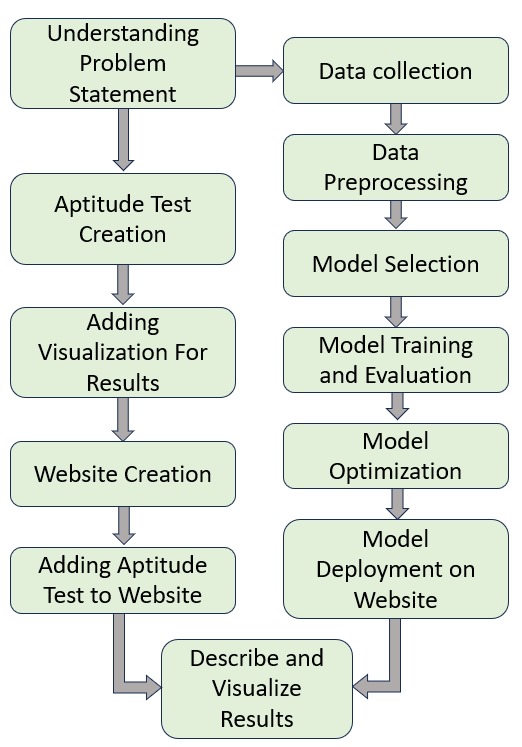 Understanding
Problem
Statement
Aptitude Test
Creation
Adding
Visualization For
Results
Website Creation
Adding Aptitude
Test to Website
Data collection
Data
Preprocessing
Model Selection
Model Training
and Evaluation
Model
Optimization
Model
Deployment on
Website
Describe and
Visualize
Results